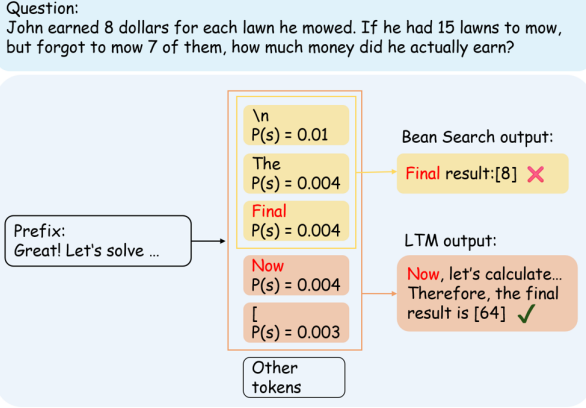 Question:
John earned 8 dollars for each lawn he mowed. If he had 15 lawns to mow,
but forgot to mow 7 of them, how much money did he actually earn?
\n
P(s) = 0.01
The
P(s) = 0.004
Final
P(s) = 0.004
Now
P(s) = 0.004
[
P(s) = 0.003
Other
tokens
Prefix:
Great! Let's solve ...
Bean Search output:
Final result:[8]
LTM output:
Now, let's calculate...
Therefore, the final
result is [64]